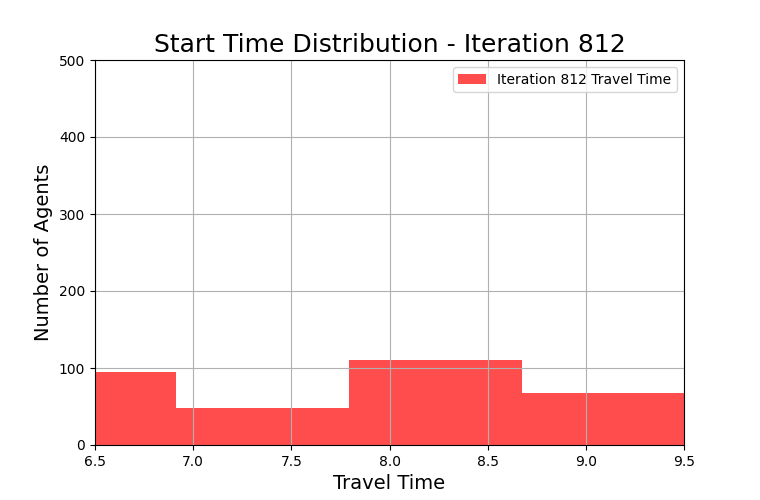 Start Time Distribution - Iteration 812
Iteration 812 Travel Time
Number of Agents
500
400
300
200
100
0
6.5 7.0 7.5 8.0 8.5 9.0 9.5
Travel Time